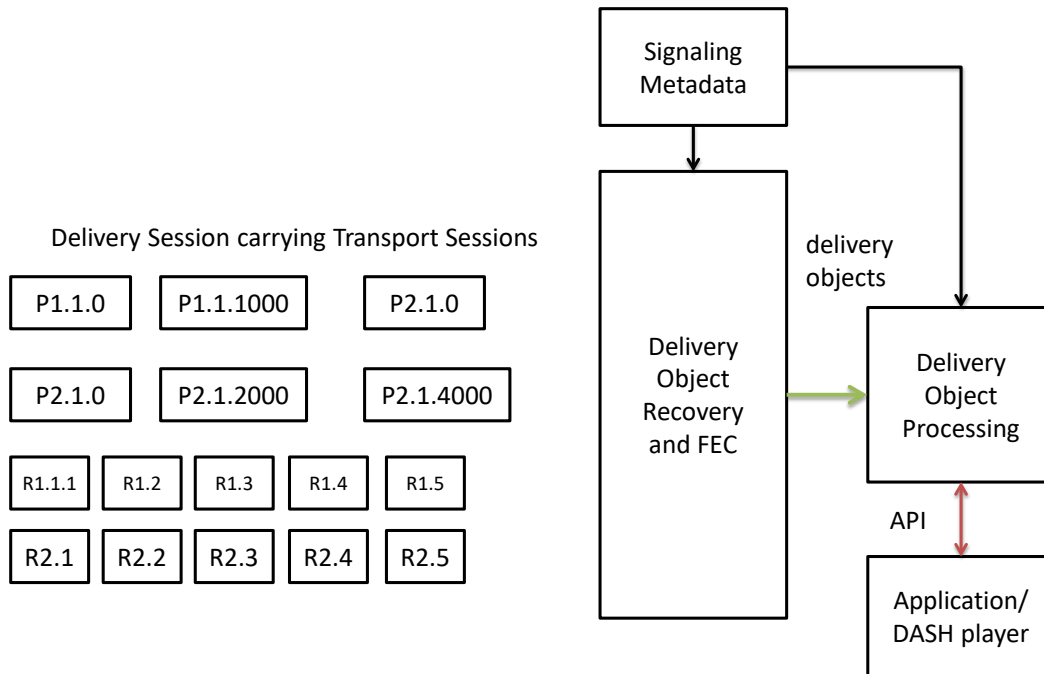 Signaling
Metadata
Delivery Session carrying Transport Sessions
delivery
objects
P1.1.0
P1.1.1000
P2.1.0
P2.1.0
P2.1.2000
P2.1.4000
Delivery
Object
Recovery
and FEC
Delivery
Object
Processing
R1.1.1
R1.2
R1.3
R1.4
R1.5
R2.1
R2.2
R2.3
R2.4
R2.5
API
Application/
DASH player